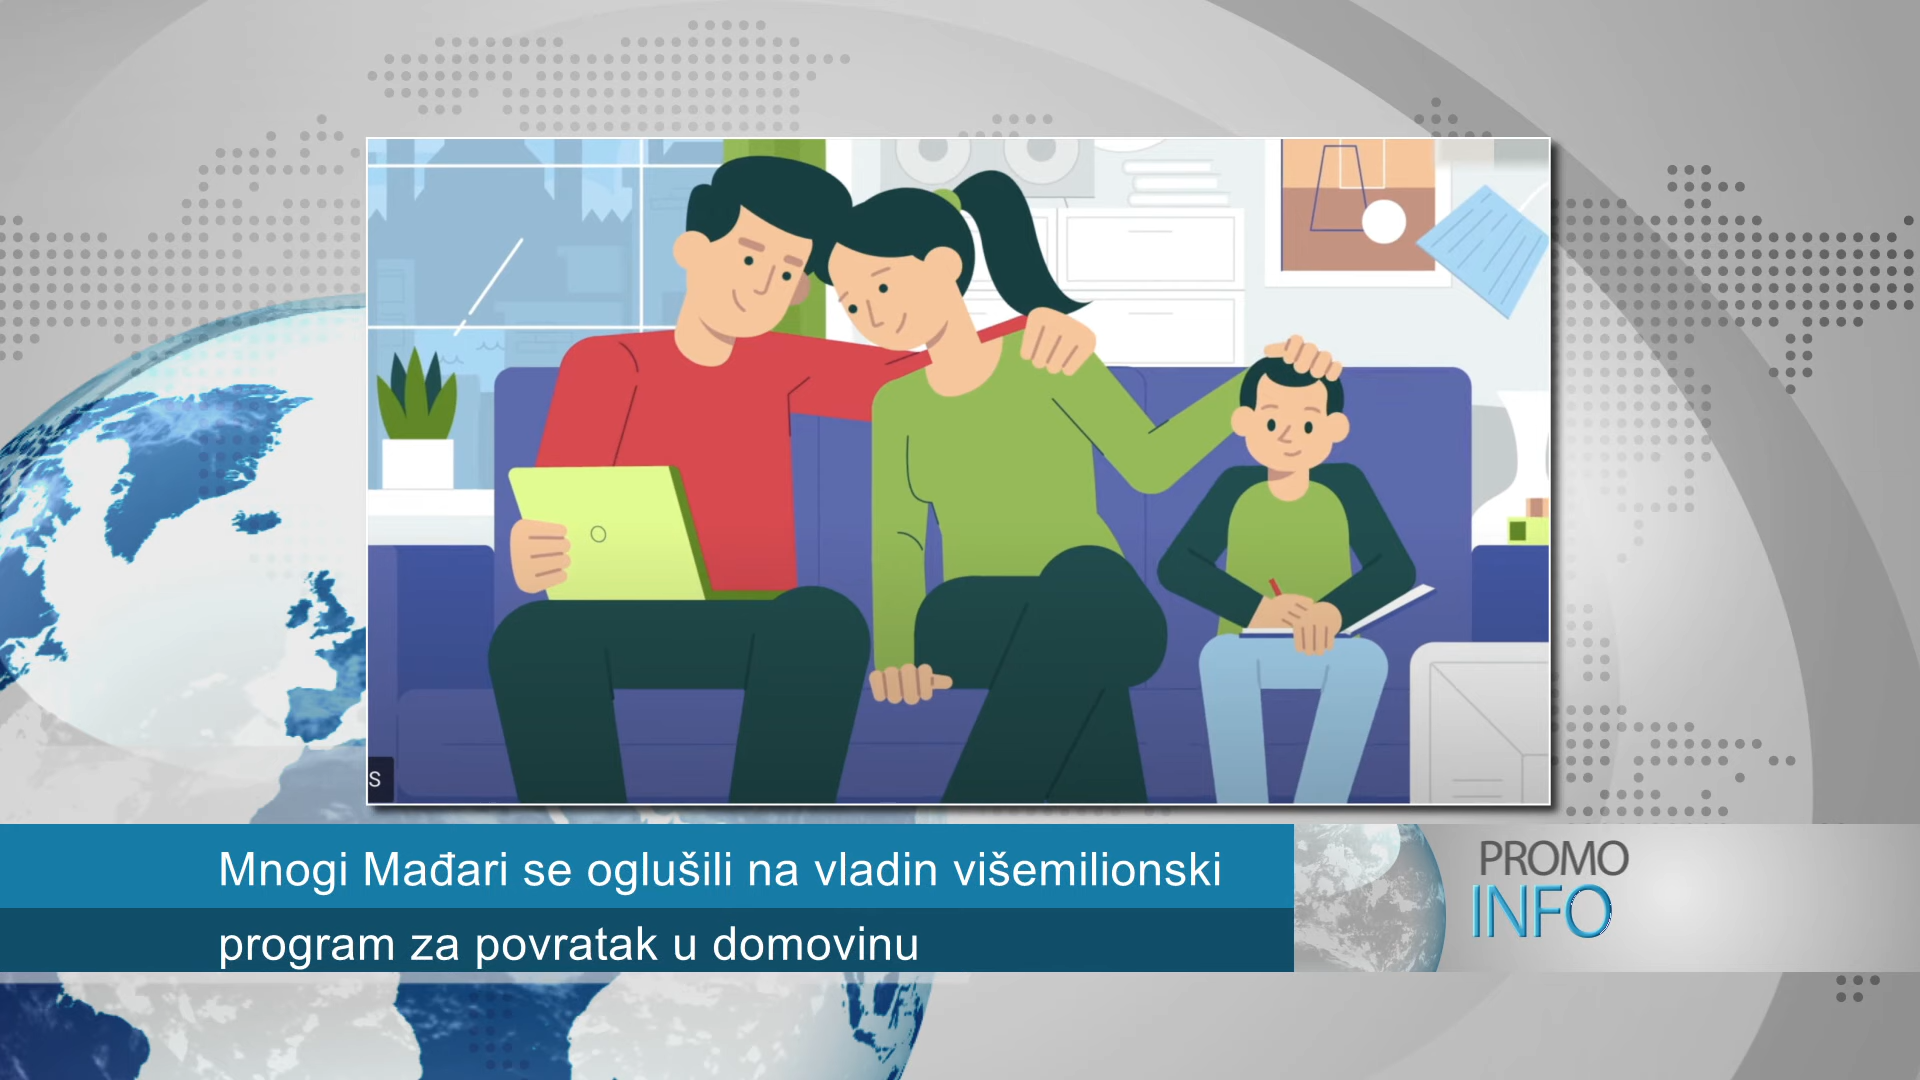 S
Mnogi Mađari se oglušili na vladin višemilionski
program za povratak u domovinu
PROMO
INFO